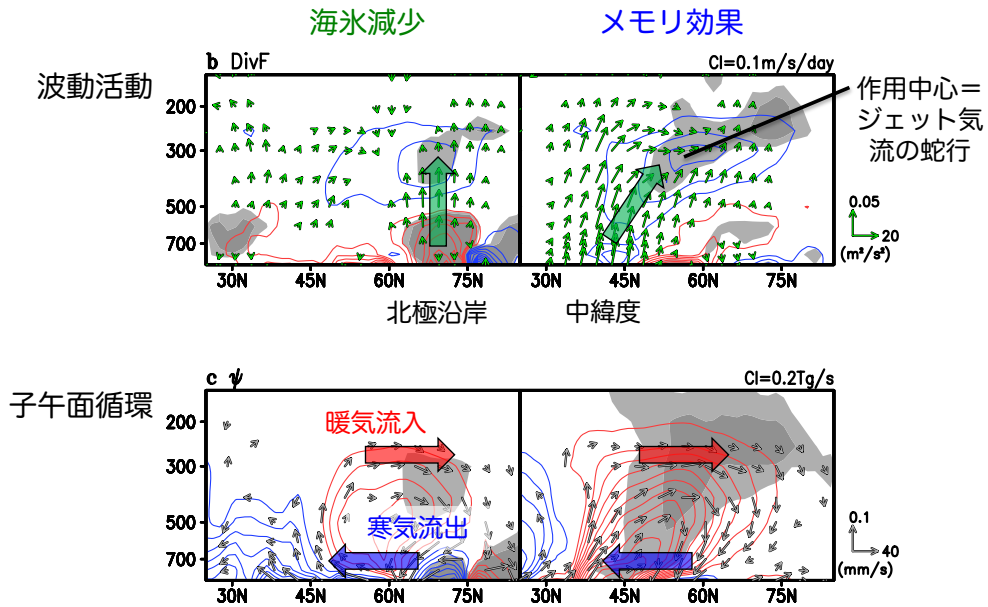 海氷減少
メモリ効果
b DivF
CI=0.1m/s/day
波動活動
作用中心＝
ジェット気
流の蛇行
200
300
500
700
0.05
20
(m²/s²)
30N 45N 60N 75N 30N 45N 60N 75N
北極沿岸
中緯度
c ψ
CI=0.2Tg/s
子午面循環
暖気流入
200
300
500
700
寒気流出
0.1
40
(mm/s)
30N 45N 60N 75N 30N 45N 60N 75N